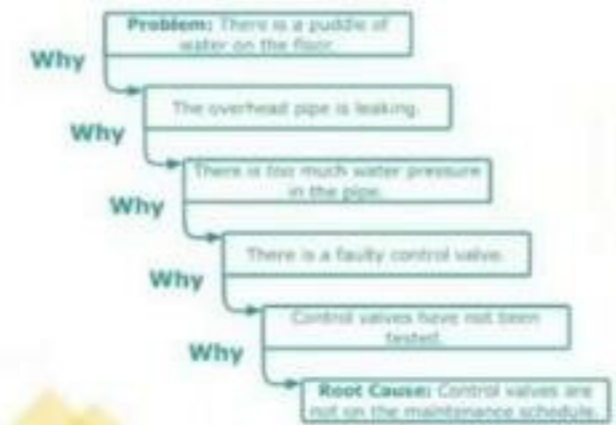 Problem: There is a puddle of
water on the floor.
Why
The overhead pipe is leaking.
Why
There is too much water pressure
in the pipe.
Why
There is a faulty control valve.
Why
Control valves have not been
tested.
Why
Root Cause: Control valves are
not on the maintenance schedule.